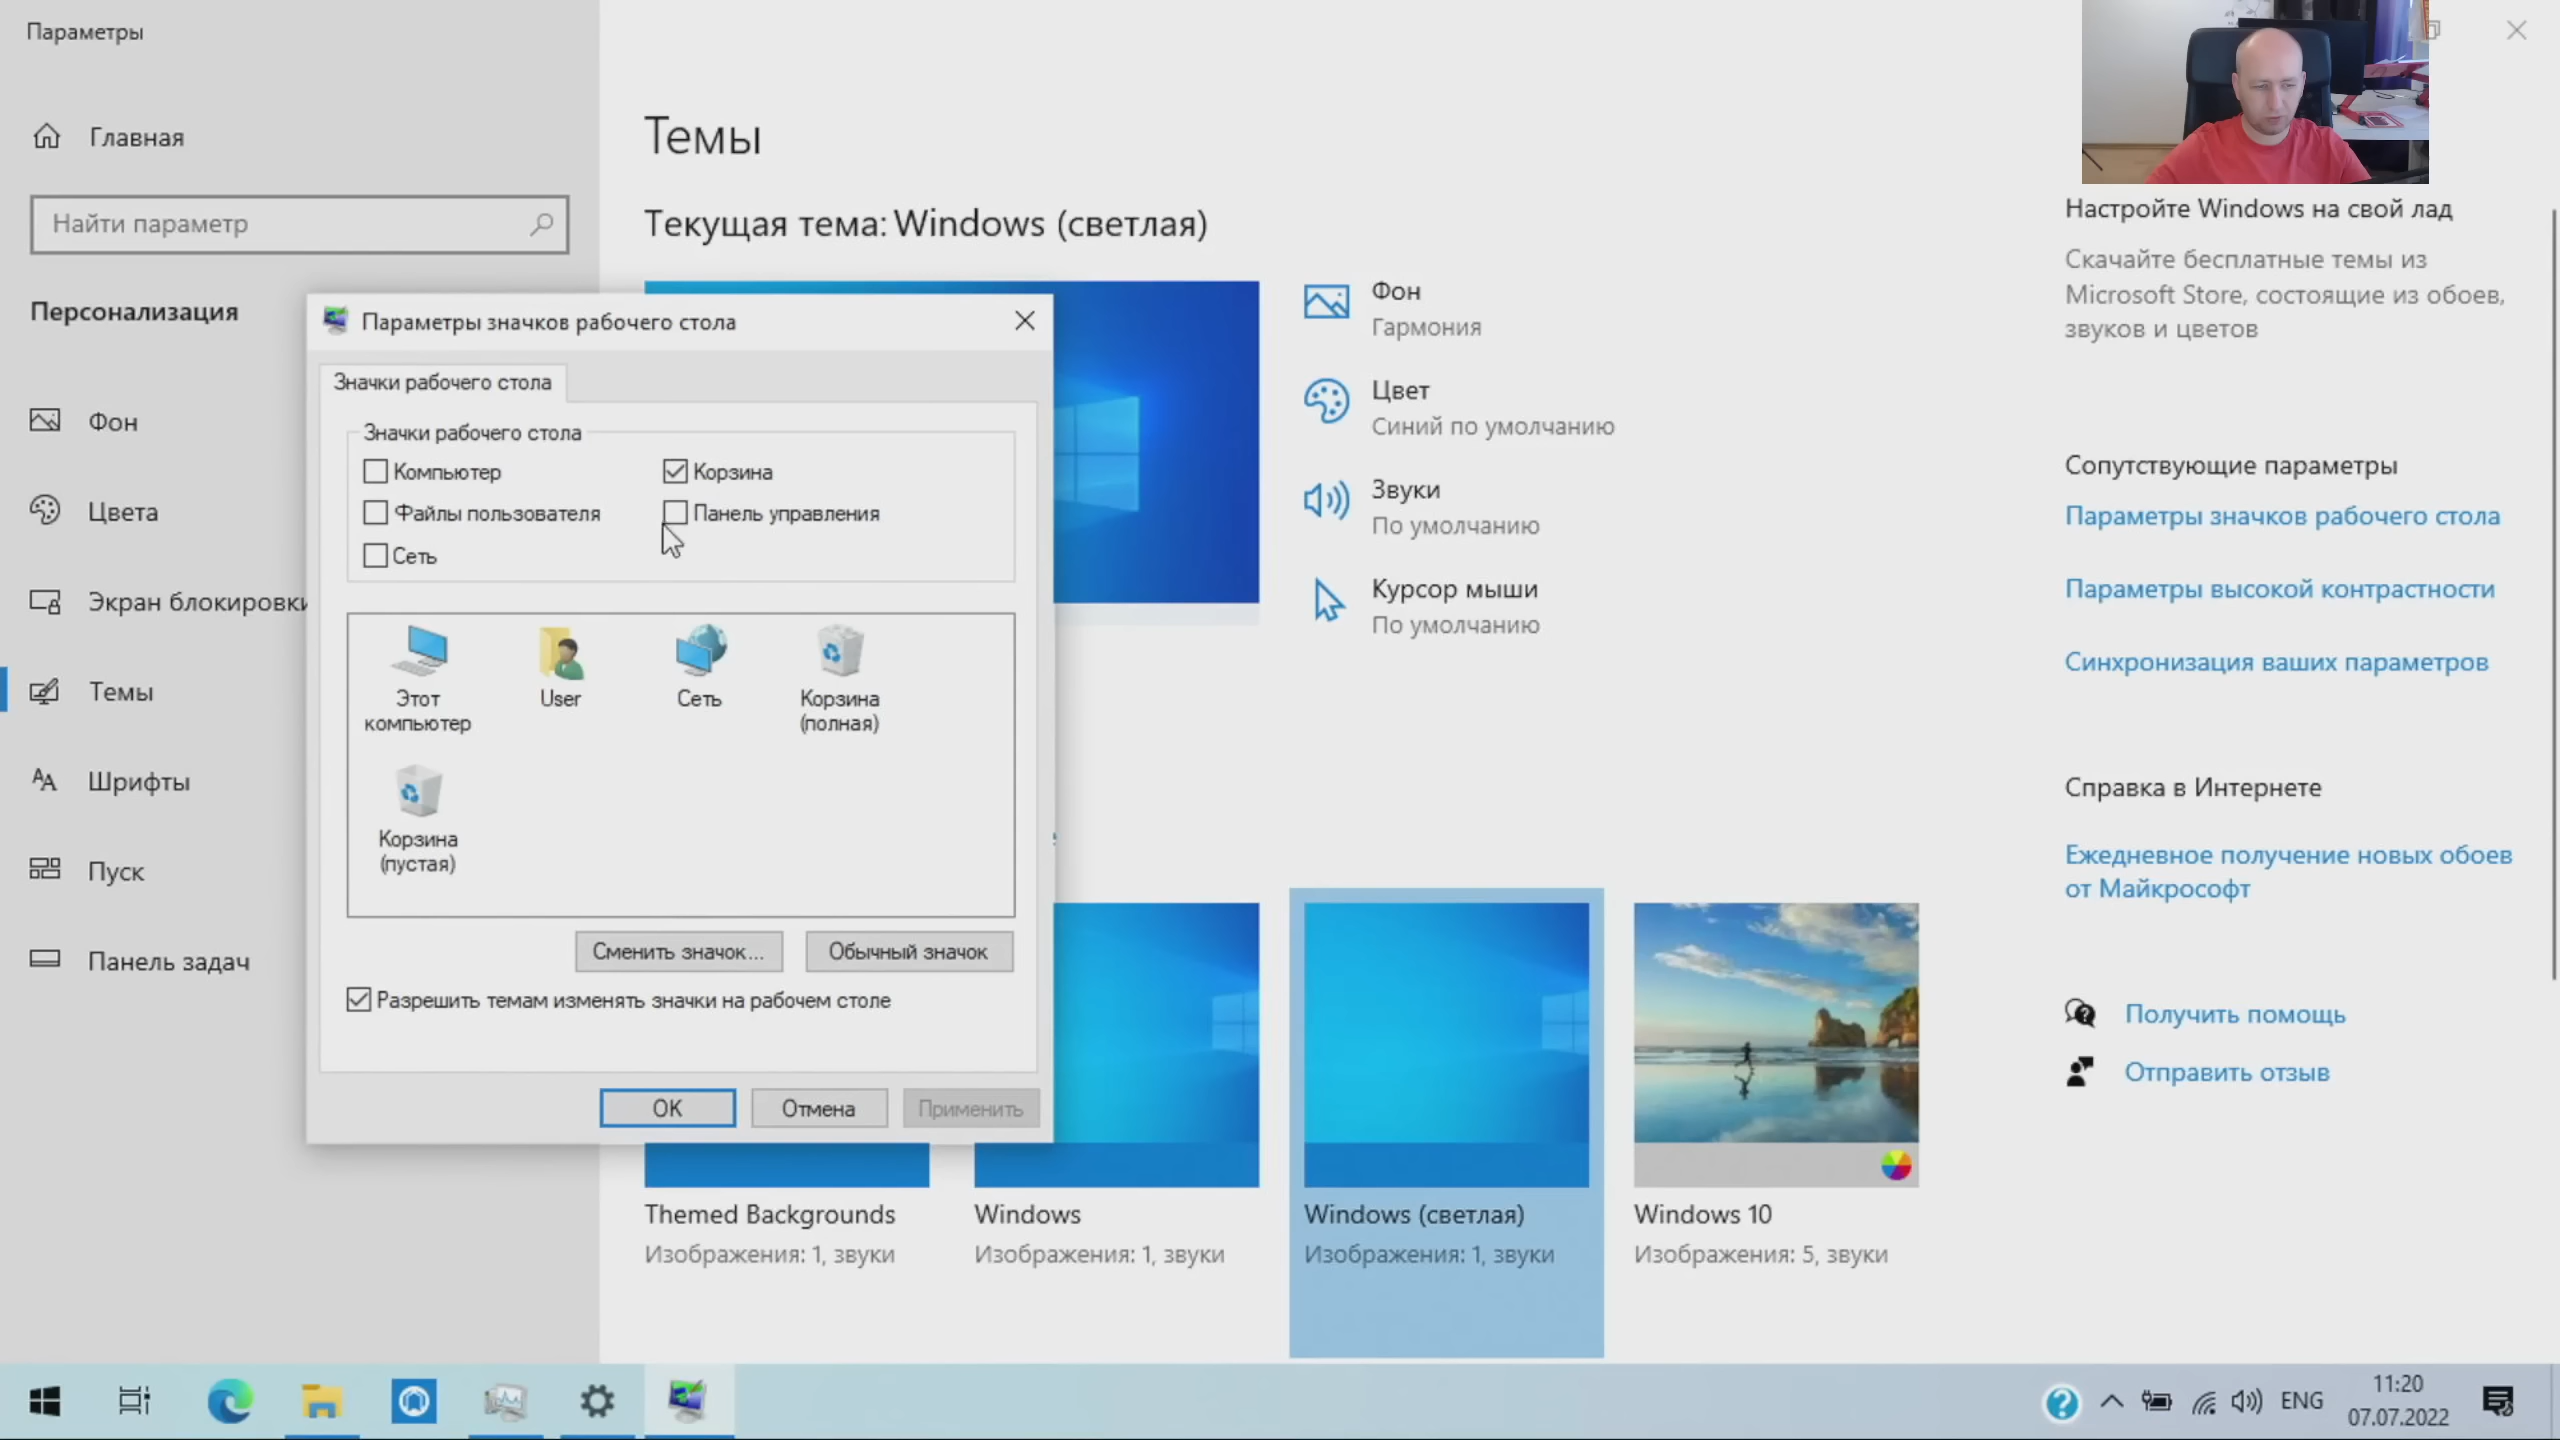 Параметры
Главная
Найти параметр
Персонализация
Фон
Цвета
Экран блокировки
Темы
Шрифты
Пуск
Панель задач
Темы
Текущая тема: Windows (светлая)
Фон
Гармония
Цвет
Синий по умолчанию
Звуки
По умолчанию
Курсор мыши
По умолчанию
Параметры значков рабочего стола
Значки рабочего стола
Значки рабочего стола
Компьютер
Корзина
Файлы пользователя
Панель управления
Сеть
Этот
компьютер
User
Сеть
Корзина
(полная)
Корзина
(пустая)
Сменить значок...
Обычный значок
Разрешить темам изменять значки на рабочем столе
OK
Отмена
Применить
Themed Backgrounds
Изображения: 1, звуки
Windows
Изображения: 1, звуки
Windows (светлая)
Изображения: 1, звуки
Windows 10
Изображения: 5, звуки
Настройте Windows на свой лад
Скачайте бесплатные темы из
Microsoft Store, состоящие из обоев,
звуков и цветов
Сопутствующие параметры
Параметры значков рабочего стола
Параметры высокой контрастности
Синхронизация ваших параметров
Справка в Интернете
Ежедневное получение новых обоев
от Майкрософт
Получить помощь
Отправить отзыв
ENG
11:20
07.07.2022